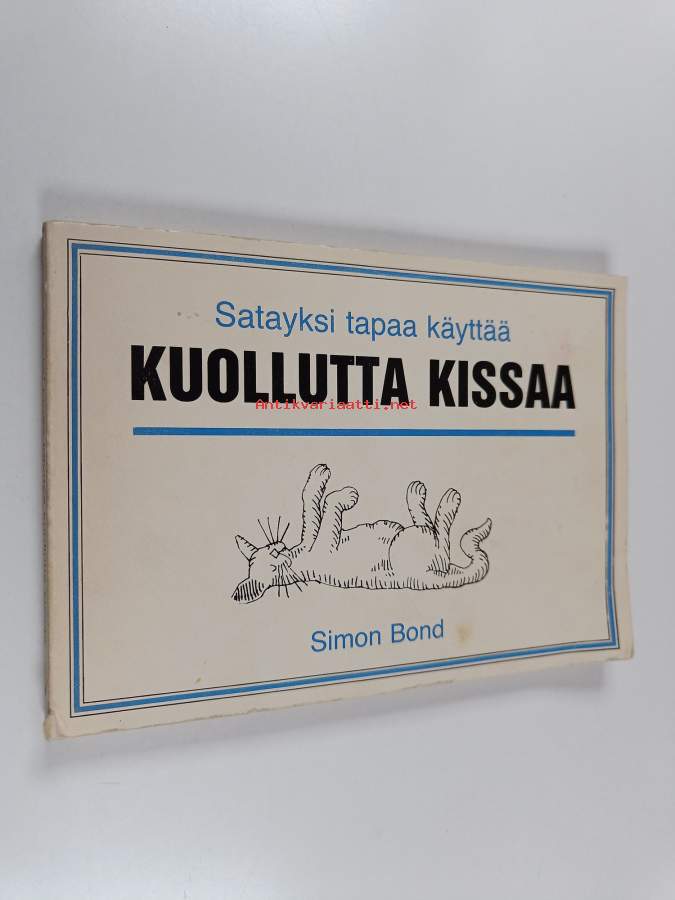 Satayksi tapaa käyttää
KUOLLUTTA KISSAA
Antikvariaatti.net
Simon Bond